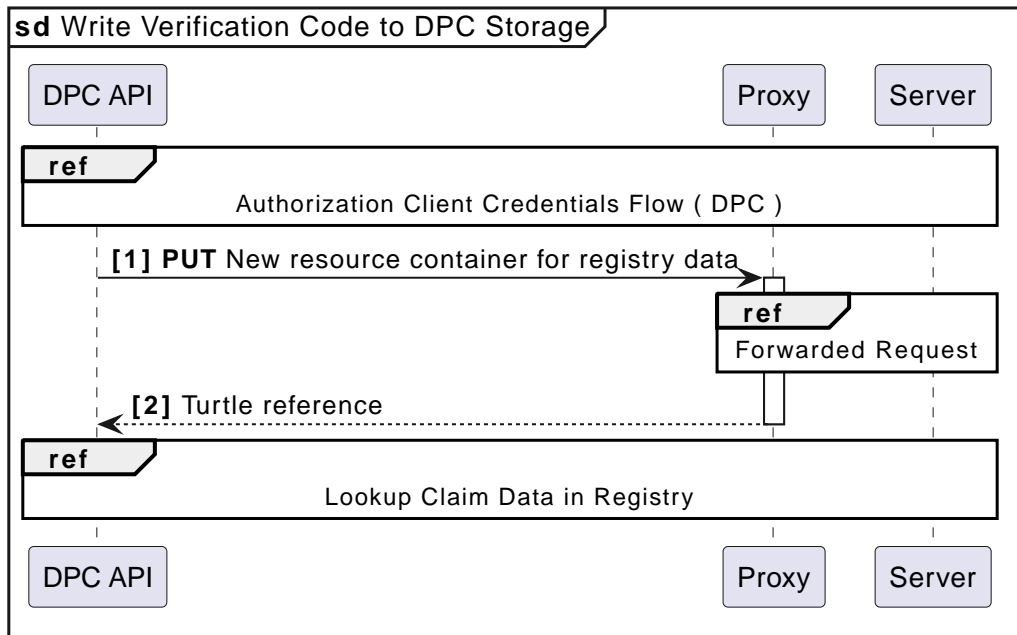 sd Write Verification Code to DPC Storage
DPC API
Proxy
Server
ref
Authorization Client Credentials Flow ( DPC )
[1] PUT New resource container for registry data
ref
Forwarded Request
[2] Turtle reference
ref
Lookup Claim Data in Registry
DPC API
Proxy
Server